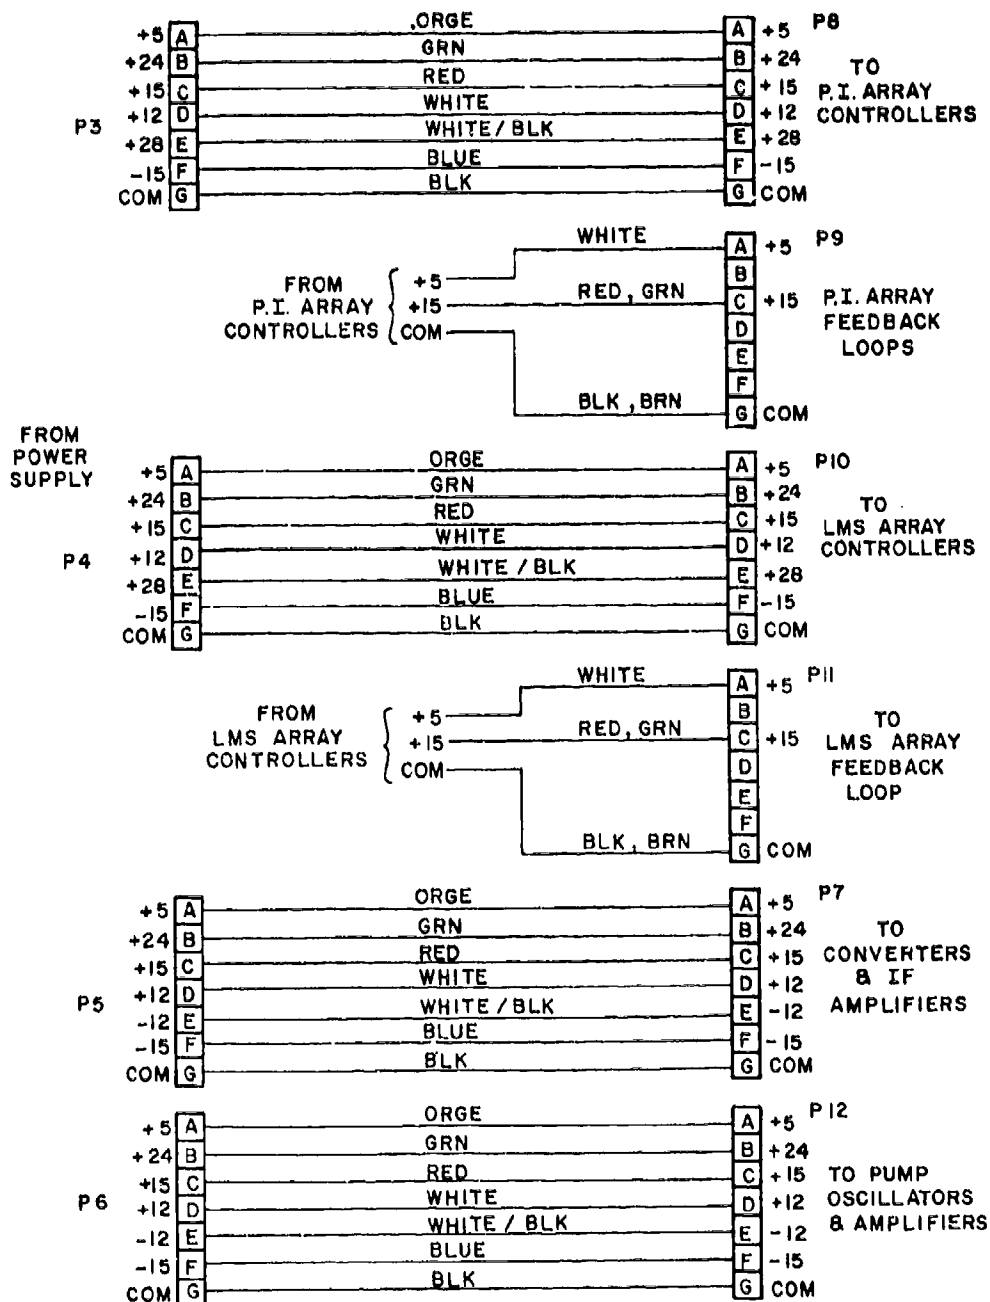 .ORGE
+5 A A +5 P8
GRN
+24 B B +24
TO
RED
+15 C C +15 P.I. ARRAY
WHITE
P3 +12 D D +12 CONTROLLERS
WHITE/BLK
+28 E E +28
BLUE
-15 F F -15
BLK
COM G G COM
WHITE
A +5 P9
FROM +5 B
RED, GRN
P.I. ARRAY +15 C +15 P.I. ARRAY
CONTROLLERS COM D FEEDBACK
E LOOPS
F
BLK, BRN
G COM
FROM
POWER
SUPPLY
ORGE
+5 A A +5 P10
GRN
+24 B B +24
TO
RED
+15 C C +15 LMS ARRAY
WHITE
P4 +12 D D +12 CONTROLLERS
WHITE/BLK
+28 E E +28
BLUE
-15 F F -15
BLK
COM G G COM
WHITE
A +5 P11
FROM +5 B TO
RED, GRN
LMS ARRAY +15 C +15 LMS ARRAY
CONTROLLERS COM D FEEDBACK
E LOOP
F
BLK, BRN
G COM
ORGE
+5 A A +5 P7
GRN
+24 B B +24 TO
RED
+15 C C +15 CONVERTERS
WHITE
+12 D D +12 & IF
WHITE/BLK
P5 -12 E E -12 AMPLIFIERS
BLUE
-15 F F -15
BLK
COM G G COM
ORGE
+5 A A +5 P12
GRN
+24 B B +24
RED
+15 C C +15 TO PUMP
WHITE
P6 +12 D D +12 OSCILLATORS
WHITE/BLK
-12 E E -12 & AMPLIFIERS
BLUE
-15 F F -15
BLK
COM G G COM